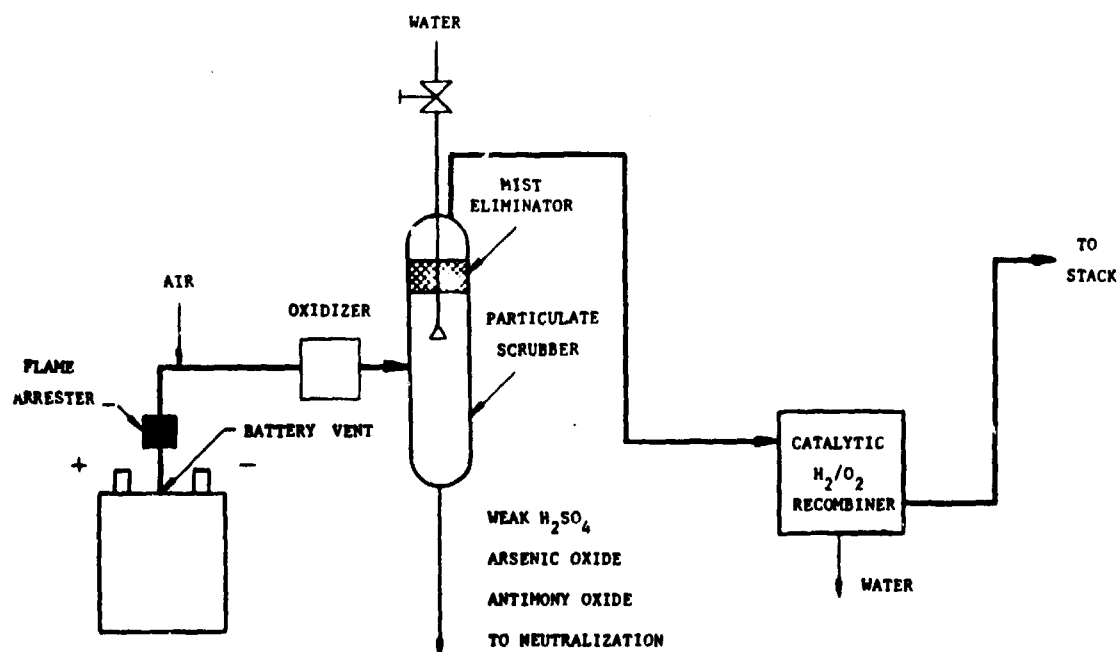 WATER
MIST
ELIMINATOR
TO
STACK
AIR
OXIDIZER
PARTICULATE
SCRUBBER
FLAME
ARRESTER
BATTERY VENT
+
-
CATALYTIC
H2/O2
RECOMBINER
WEAK H2SO4
ARSENIC OXIDE
ANTIMONY OXIDE
TO NEUTRALIZATION
WATER